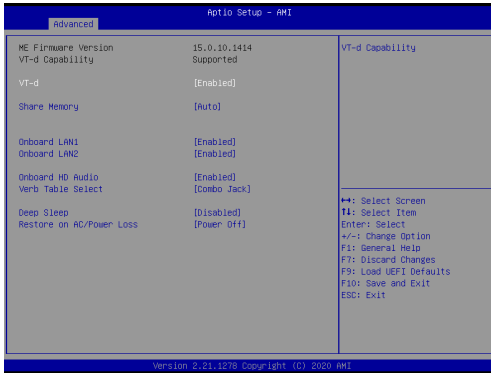 Aptio Setup - AMI
Advanced
ME Firmware Version 15.0.10.1414
VT-d Capability Supported
VT-d [Enabled]
Share Memory [Auto]
Onboard LAN1 [Enabled]
Onboard LAN2 [Enabled]
Onboard HD Audio [Enabled]
Verb Table Select [Combo Jack]
Deep Sleep [Disabled]
Restore on AC/Power Loss [Power Off]
VT-d Capability
→←: Select Screen
↑↓: Select Item
Enter: Select
+/-: Change Option
F1: General Help
F7: Discard Changes
F9: Load UEFI Defaults
F10: Save and Exit
ESC: Exit
Version 2.21.1278 Copyright (C) 2020 AMI